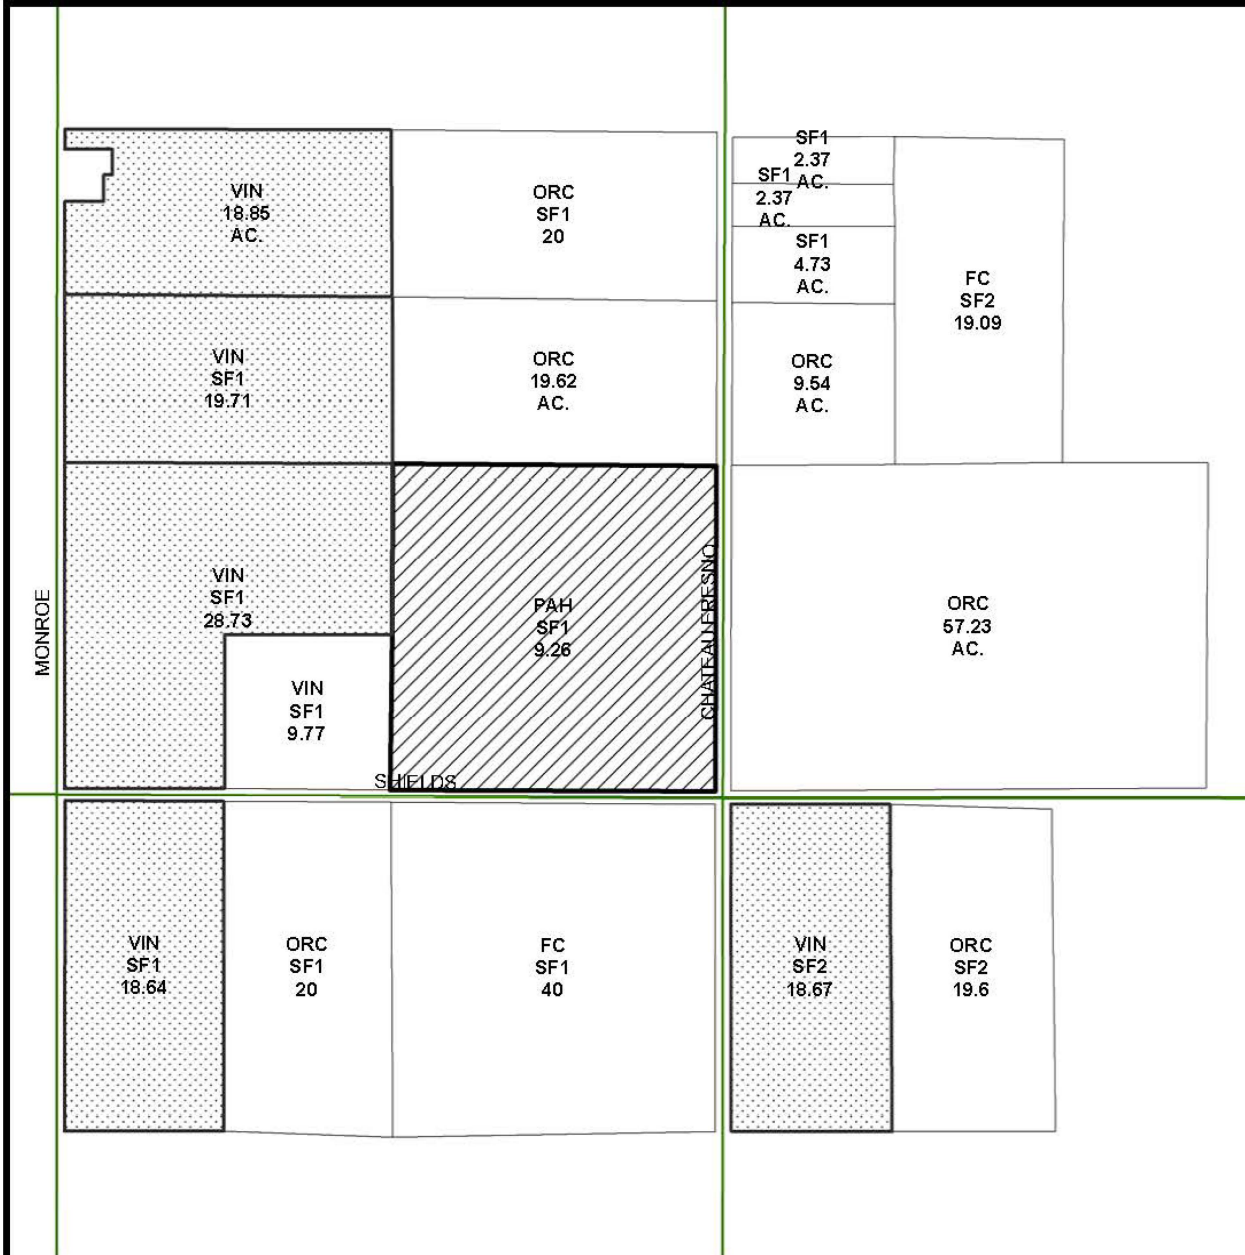 SF1
2.37
AC.
SF1
2.37
AC.
VIN
18.85
AC.
ORC
SF1
20
SF1
4.73
AC.
FC
SF2
19.09
VIN
SF1
19.71
ORC
19.62
AC.
ORC
9.54
AC.
MONROE
VIN
SF1
28.73
VIN
SF1
9.77
PAH
SF1
9.26
CHATEAU FRESNO
ORC
57.23
AC.
SHIELDS
VIN
SF1
18.64
ORC
SF1
20
FC
SF1
40
VIN
SF2
18.67
ORC
SF2
19.6